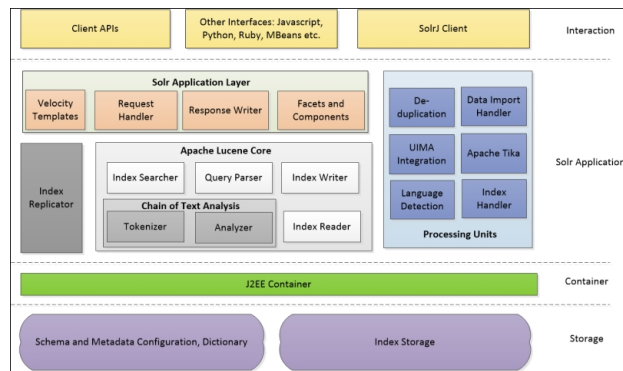 Client APIs
Other Interfaces: Javascript,
Python, Ruby, MBeans etc.
SolrJ Client
Interaction
Solr Application Layer
Velocity
Templates
Request
Handler
Response Writer
Facets and
Components
De-
duplication
Data Import
Handler
UIMA
Integration
Apache Tika
Language
Detection
Index
Handler
Processing Units
Solr Application
Index
Replicator
Apache Lucene Core
Index Searcher
Query Parser
Index Writer
Chain of Text Analysis
Tokenizer
Analyzer
Index Reader
J2EE Container
Container
Schema and Metadata Configuration, Dictionary
Index Storage
Storage